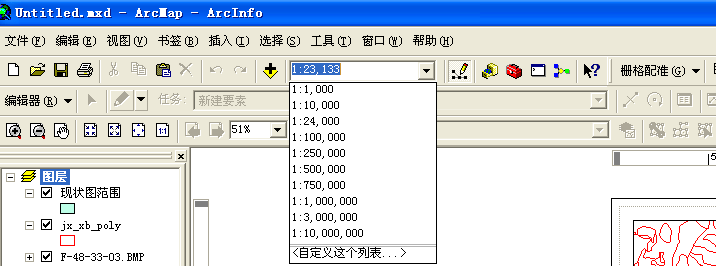 Untitled.mxd - ArcMap - ArcInfo
文件(F) 编辑(E) 视图(V) 书签(B) 插入(I) 选择(S) 工具(T) 窗口(W) 帮助(H)
1:23,133 栅格配准(G)
编辑器(R) 任务: 新建要素
1:1,000
1:10,000
1:24,000
1:100,000
1:250,000
1:500,000
1:750,000
1:1,000,000
1:3,000,000
1:10,000,000
<自定义这个列表...>
1:1 51%
图层
现状图范围
jx_xb_poly
F-48-33-03.BMP